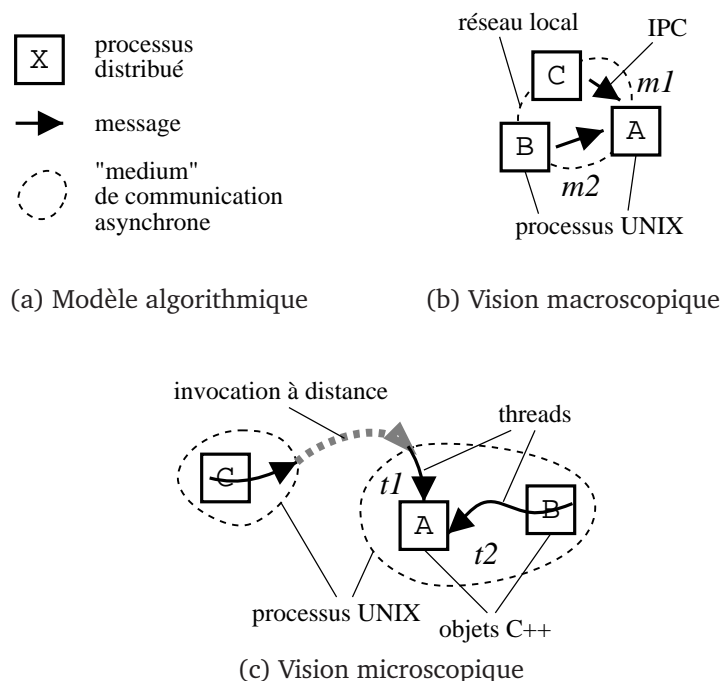 X
processus
distribué
message
"medium"
de communication
asynchrone
(a) Modèle algorithmique
réseau local
IPC
C
m1
B
A
m2
processus UNIX
(b) Vision macroscopique
invocation à distance
threads
C
t1
A
B
t2
processus UNIX
objets C++
(c) Vision microscopique